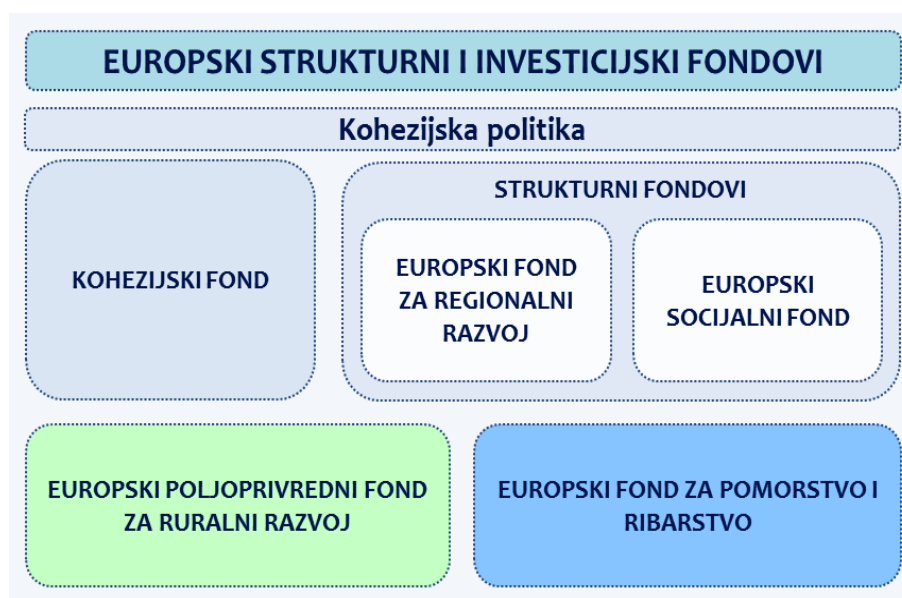 EUROPSKI STRUKTURNI I INVESTICIJSKI FONDOVI
Kohezijska politika
KOHEZIJSKI FOND
STRUKTURNI FONDOVI
EUROPSKI FOND
ZA REGIONALNI
RAZVOJ
EUROPSKI
SOCIJALNI FOND
EUROPSKI POLJOPRIVREDNI FOND
ZA RURALNI RAZVOJ
EUROPSKI FOND ZA POMORSTVO I
RIBARSTVO